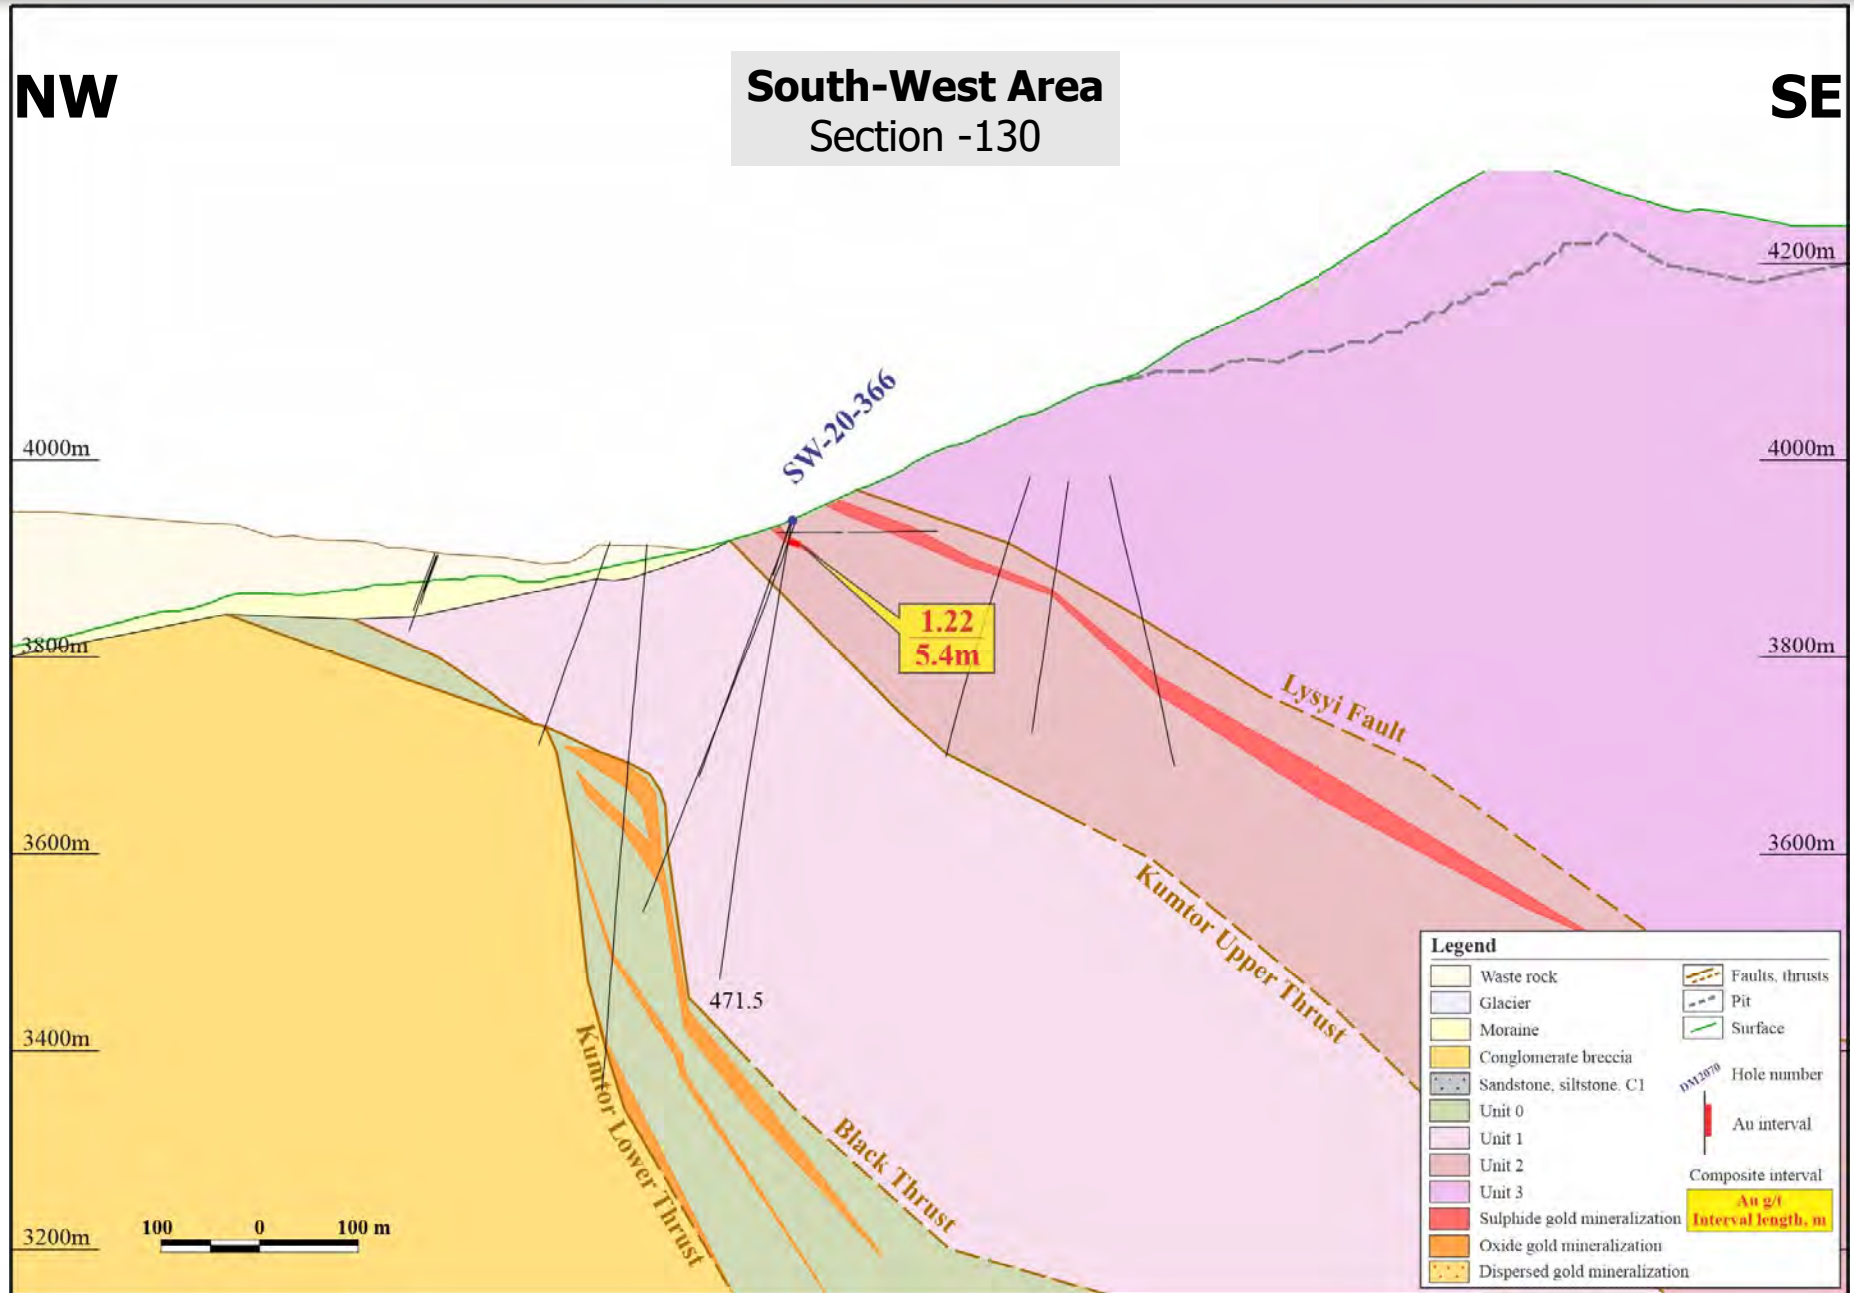 NW
South-West Area
Section -130
SE
4200m
4000m
4000m
SW-20-366
1.22
5.4m
3800m
3800m
Lysyi Fault
3600m
3600m
Kumtor Upper Thrust
471.5
3400m
Kumtor Lower Thrust
Black Thrust
3200m
100 0 100 m
Legend
Waste rock
Glacier
Moraine
Conglomerate breccia
Sandstone, siltstone. C1
Unit 0
Unit 1
Unit 2
Unit 3
Sulphide gold mineralization
Oxide gold mineralization
Dispersed gold mineralization
Faults, thrusts
Pit
Surface
DM2070
Hole number
Au interval
Composite interval
Au g/t
Interval length, m